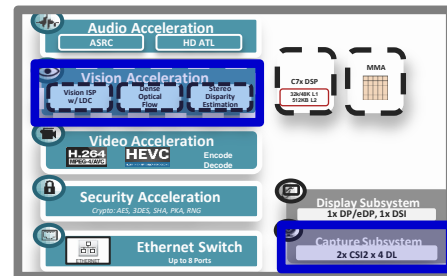 Audio Acceleration
ASRC HD ATL
Vision Acceleration
Vision ISP
w/ LDC
Dense
Optical
Flow
Stereo
Disparity
Estimation
C7x DSP
32k/48K L1
512KB L2
MMA
Video Acceleration
H.264
MPEG-4/AVC
HEVC
Encode
Decode
Security Acceleration
Crypto: AES, 3DES, SHA, PKA, RNG
Display Subsystem
1x DP/eDP, 1x DSI
ETHERNET
Ethernet Switch
Up to 8 Ports
Capture Subsystem
2x CSI2 x 4 DL